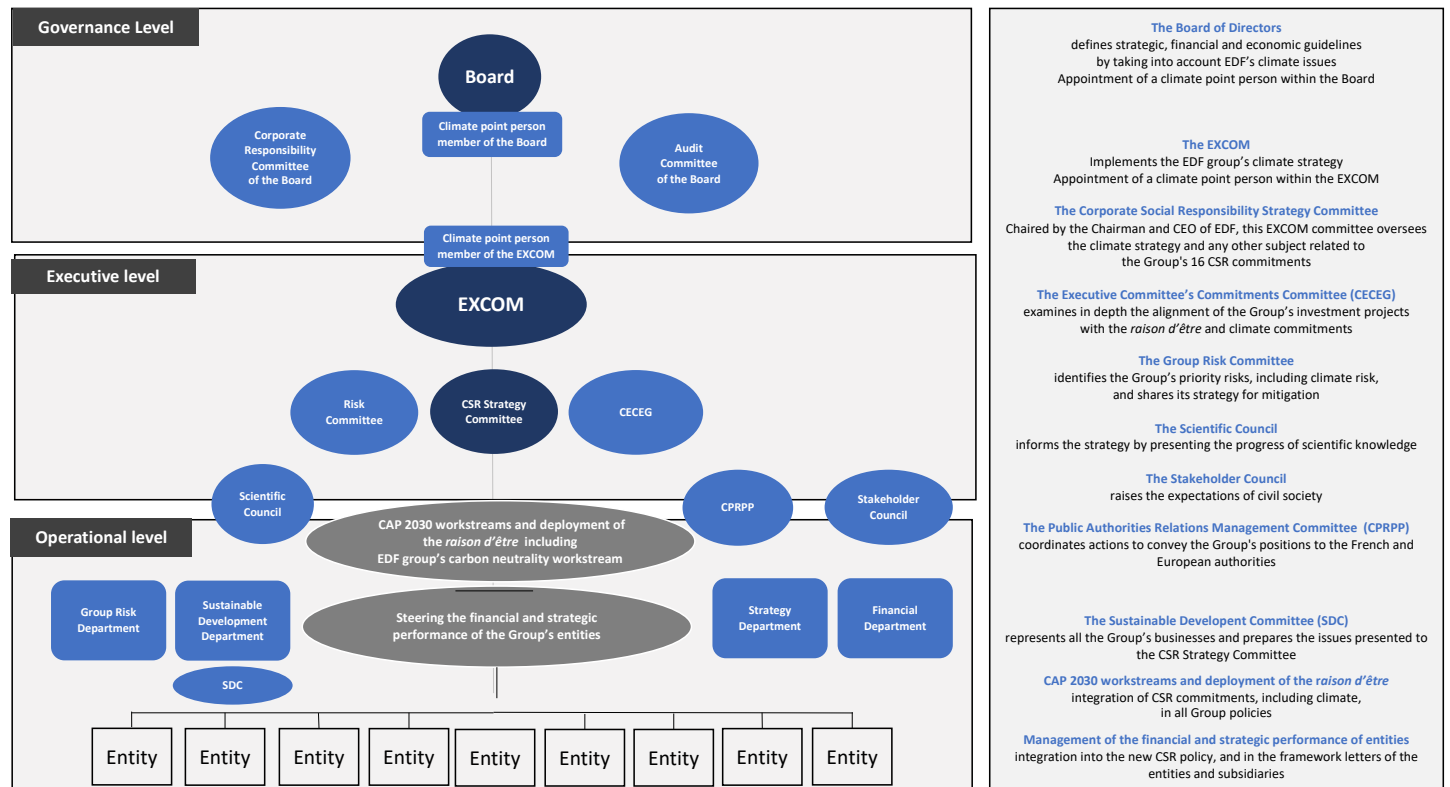 Governance Level
Board
Climate point person
member of the Board
Corporate
Responsibility
Committee
of the Board
Audit
Committee
of the Board
Climate point person
member of the EXCOM
Executive level
EXCOM
Risk
Committee
CSR Strategy
Committee
CECEG
Scientific
Council
CPRPP
Stakeholder
Council
Operational level
CAP 2030 workstreams and deployment of
the raison d’être including
EDF group’s carbon neutrality workstream
Group Risk
Department
Sustainable
Development
Department
Steering the financial and strategic
performance of the Group’s entities
Strategy
Department
Financial
Department
SDC
Entity
Entity
Entity
Entity
Entity
Entity
Entity
Entity
Entity
The Board of Directors
defines strategic, financial and economic guidelines
by taking into account EDF’s climate issues
Appointment of a climate point person within the Board
The EXCOM
Implements the EDF group’s climate strategy
Appointment of a climate point person within the EXCOM
The Corporate Social Responsibility Strategy Committee
Chaired by the Chairman and CEO of EDF, this EXCOM committee oversees
the climate strategy and any other subject related to
the Group's 16 CSR commitments
The Executive Committee’s Commitments Committee (CECEG)
examines in depth the alignment of the Group’s investment projects
with the raison d’être and climate commitments
The Group Risk Committee
identifies the Group’s priority risks, including climate risk,
and shares its strategy for mitigation
The Scientific Council
informs the strategy by presenting the progress of scientific knowledge
The Stakeholder Council
raises the expectations of civil society
The Public Authorities Relations Management Committee (CPRPP)
coordinates actions to convey the Group's positions to the French and
European authorities
The Sustainable Developent Committee (SDC)
represents all the Group’s businesses and prepares the issues presented to
the CSR Strategy Committee
CAP 2030 workstreams and deployment of the raison d’être
integration of CSR commitments, including climate,
in all Group policies
Management of the financial and strategic performance of entities
integration into the new CSR policy, and in the framework letters of the
entities and subsidiaries